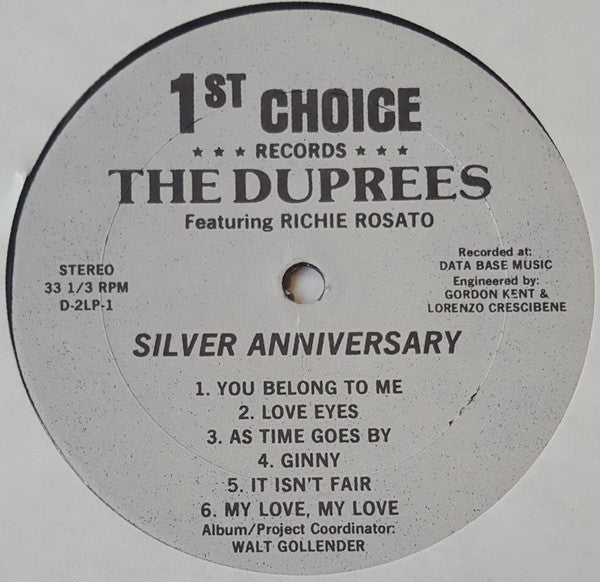 1ST CHOICE
★ ★ ★ RECORDS ★ ★ ★
THE DUPREES
Featuring RICHIE ROSATO
STEREO
33 1/3 RPM
D-2LP-1
Recorded at:
DATA BASE MUSIC
Engineered by:
GORDON KENT &
LORENZO CRESCIBENE
SILVER ANNIVERSARY
1. YOU BELONG TO ME
2. LOVE EYES
3. AS TIME GOES BY
4. GINNY
5. IT ISN'T FAIR
6. MY LOVE, MY LOVE
Album/Project Coordinator:
WALT GOLLENDER